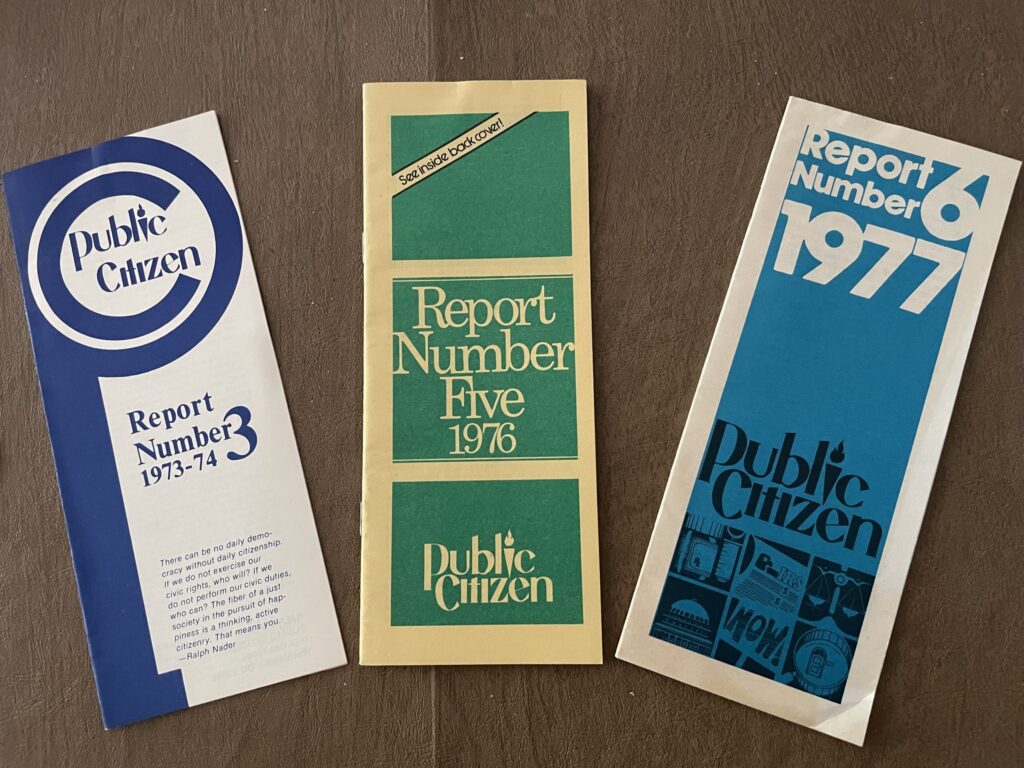 Public
Citizen
Report
Number 3
1973-74
There can be no daily demo-
cracy without daily citizenship.
If we do not exercise our
civic rights, who will? If we
do not perform our civic duties,
who can? The fiber of a just
society in the pursuit of hap-
piness is a thinking, active
citizenry. That means you.
—Ralph Nader
See inside back cover!
Report
Number
Five
1976
Public
Citizen
Report
Number 6
1977
Public
Citizen
IRS
WOW!